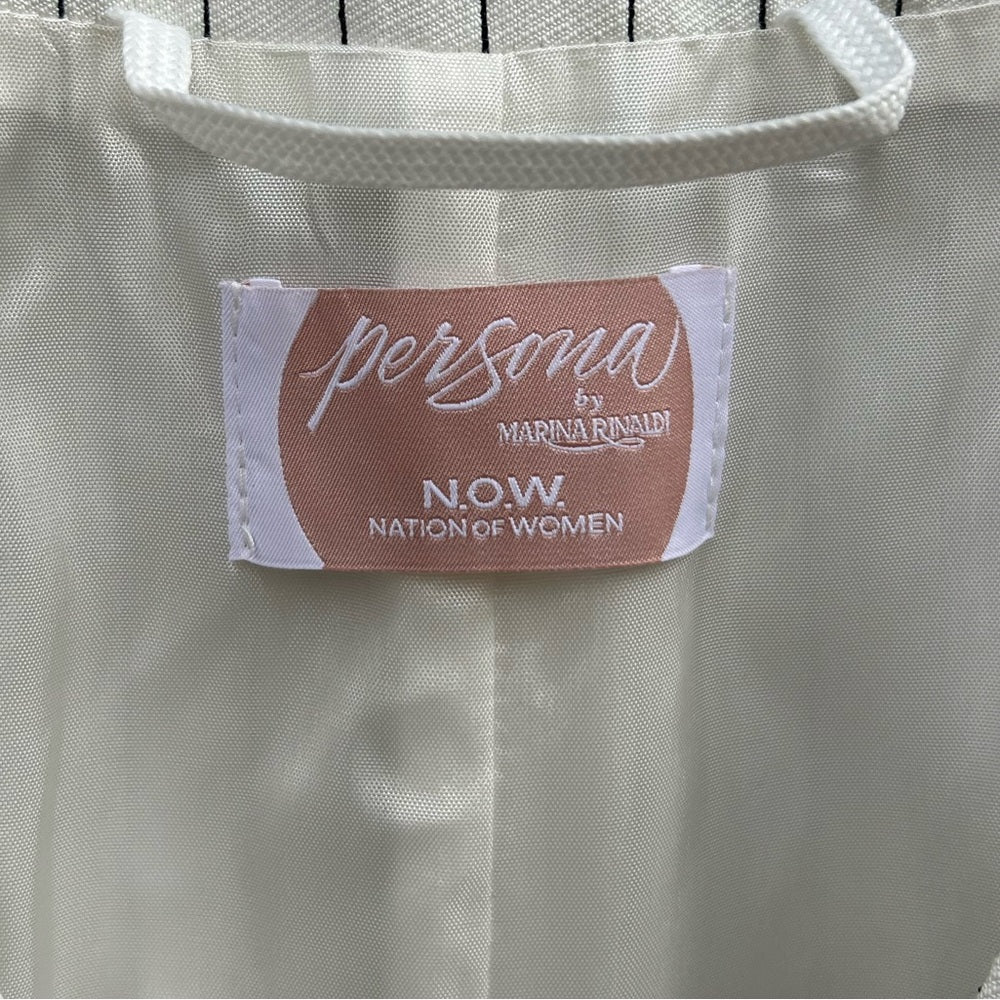 persona
by
MARINA RINALDI
N.O.W.
NATION OF WOMEN